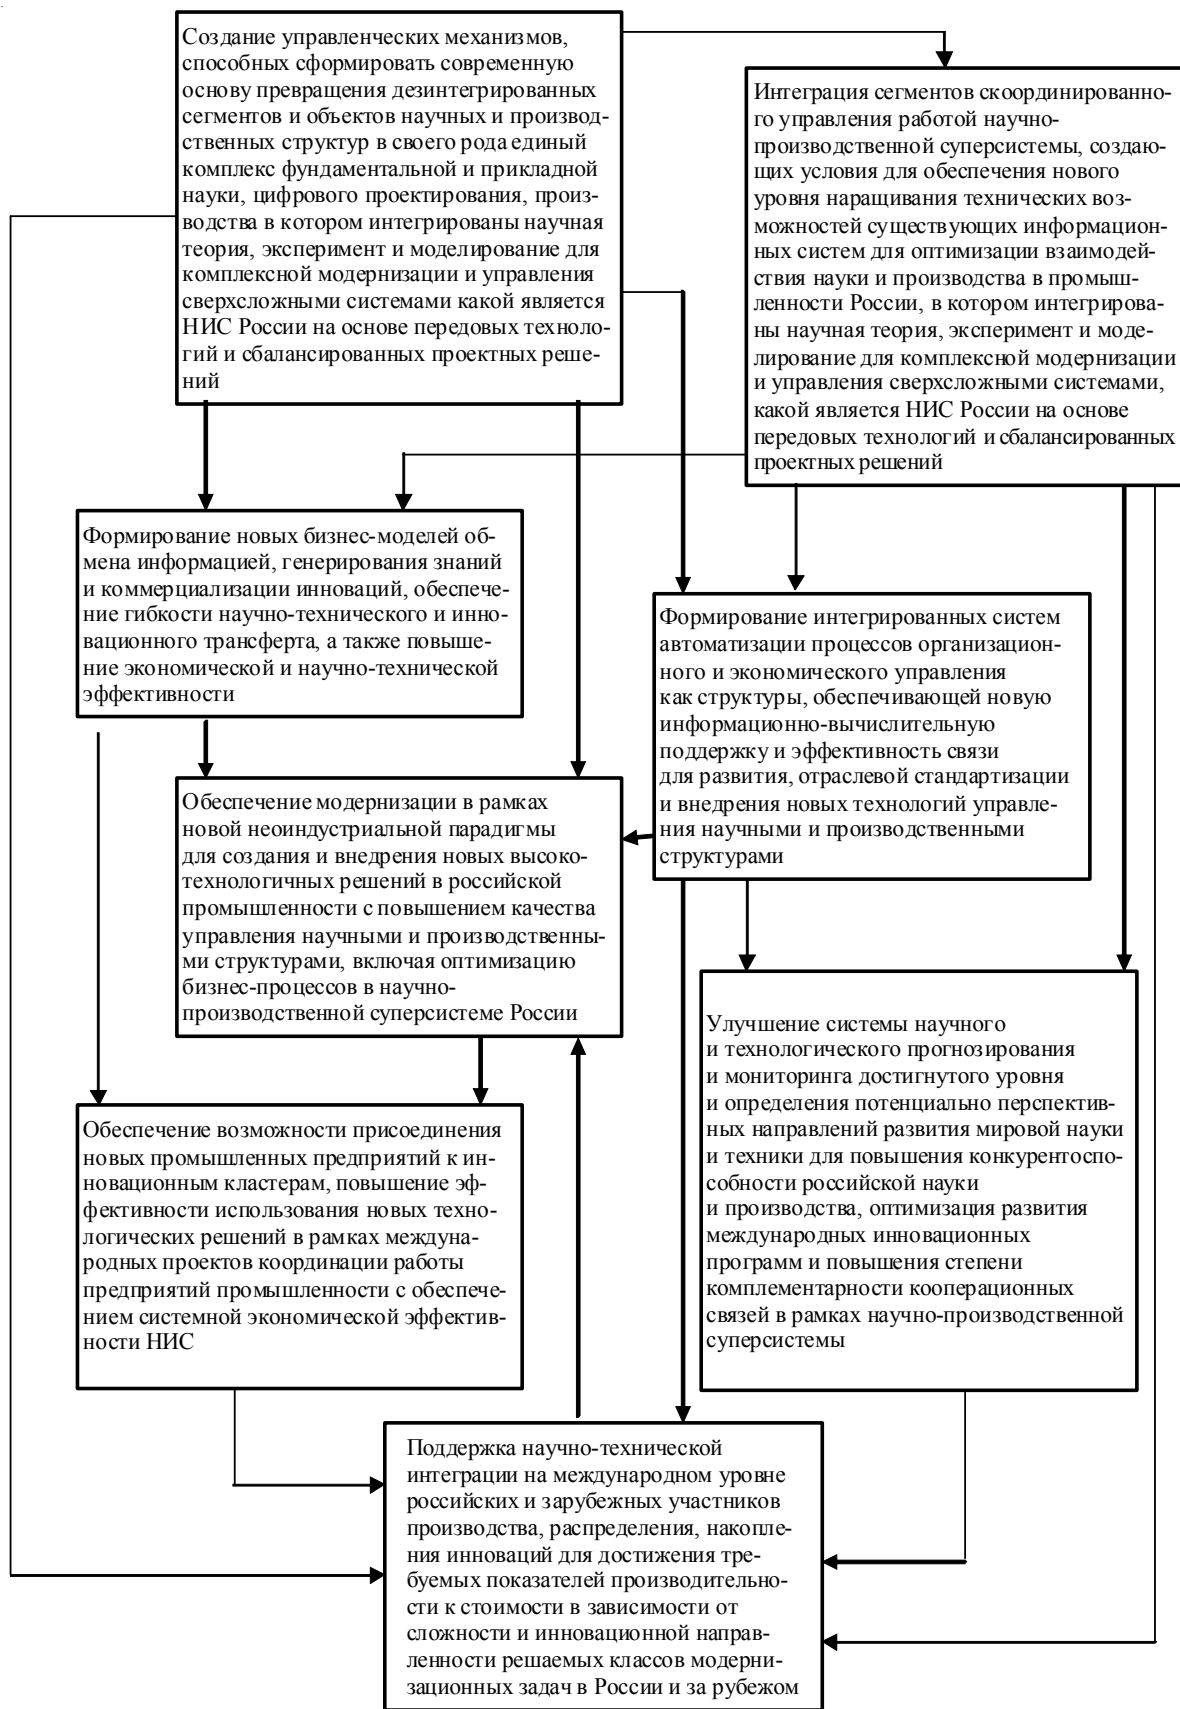 Создание управленческих механизмов,
способных сформировать современную
основу превращения дезинтегрированных
сегментов и объектов научных и производ-
ственных структур в своего рода единый
комплекс фундаментальной и прикладной
науки, цифрового проектирования, произ-
водства в котором интегрированы научная
теория, эксперимент и моделирование для
комплексной модернизации и управления
сверхсложными системами какой является
НИС России на основе передовых техноло-
гий и сбалансированных проектных реше-
ний
Интеграция сегментов скоординированно-
го управления работой научно-
производственной суперсистемы, создаю-
щих условия для обеспечения нового
уровня наращивания технических воз-
можностей существующих информацион-
ных систем для оптимизации взаимодей-
ствия науки и производства в промыш-
ленности России, в котором интегрирова-
ны научная теория, эксперимент и моде-
лирование для комплексной модернизации
и управления сверхсложными системами,
какой является НИС России на основе
передовых технологий и сбалансированных
проектных решений
Формирование новых бизнес-моделей об-
мена информацией, генерирования знаний
и коммерциализации инноваций, обеспече-
ние гибкости научно-технического и инно-
вационного трансферта, а также повыше-
ние экономической и научно-технической
эффективности
Формирование интегрированных систем
автоматизации процессов организацион-
ного и экономического управления
как структуры, обеспечивающей новую
информационно-вычислительную
поддержку и эффективность связи
для развития, отраслевой стандартизации
и внедрения новых технологий управле-
ния научными и производственными
структурами
Обеспечение модернизации в рамках
новой неоиндустриальной парадигмы
для создания и внедрения новых высоко-
технологичных решений в российской
промышленности с повышением качества
управления научными и производственны-
ми структурами, включая оптимизацию
бизнес-процессов в научно-
производственной суперсистеме России
Улучшение системы научного
и технологического прогнозирования
и мониторинга достигнутого уровня
и определения потенциально перспектив-
ных направлений развития мировой науки
и техники для повышения конкурентоспо-
собности российской науки
и производства, оптимизация развития
международных инновационных
программ и повышения степени
комплементарности кооперационных
связей в рамках научно-производственной
суперсистемы
Обеспечение возможности присоединения
новых промышленных предприятий к ин-
новационным кластерам, повышение эф-
фективности использования новых техно-
логических решений в рамках междуна-
родных проектов координации работы
предприятий промышленности с обеспече-
нием системной экономической эффектив-
ности НИС
Поддержка научно-технической
интеграции на международном уровне
российских и зарубежных участников
производства, распределения, накопле-
ния инноваций для достижения тре-
буемых показателей производительно-
сти к стоимости в зависимости от
сложности и инновационной направ-
ленности решаемых классов модерни-
зационных задач в России и за рубежом